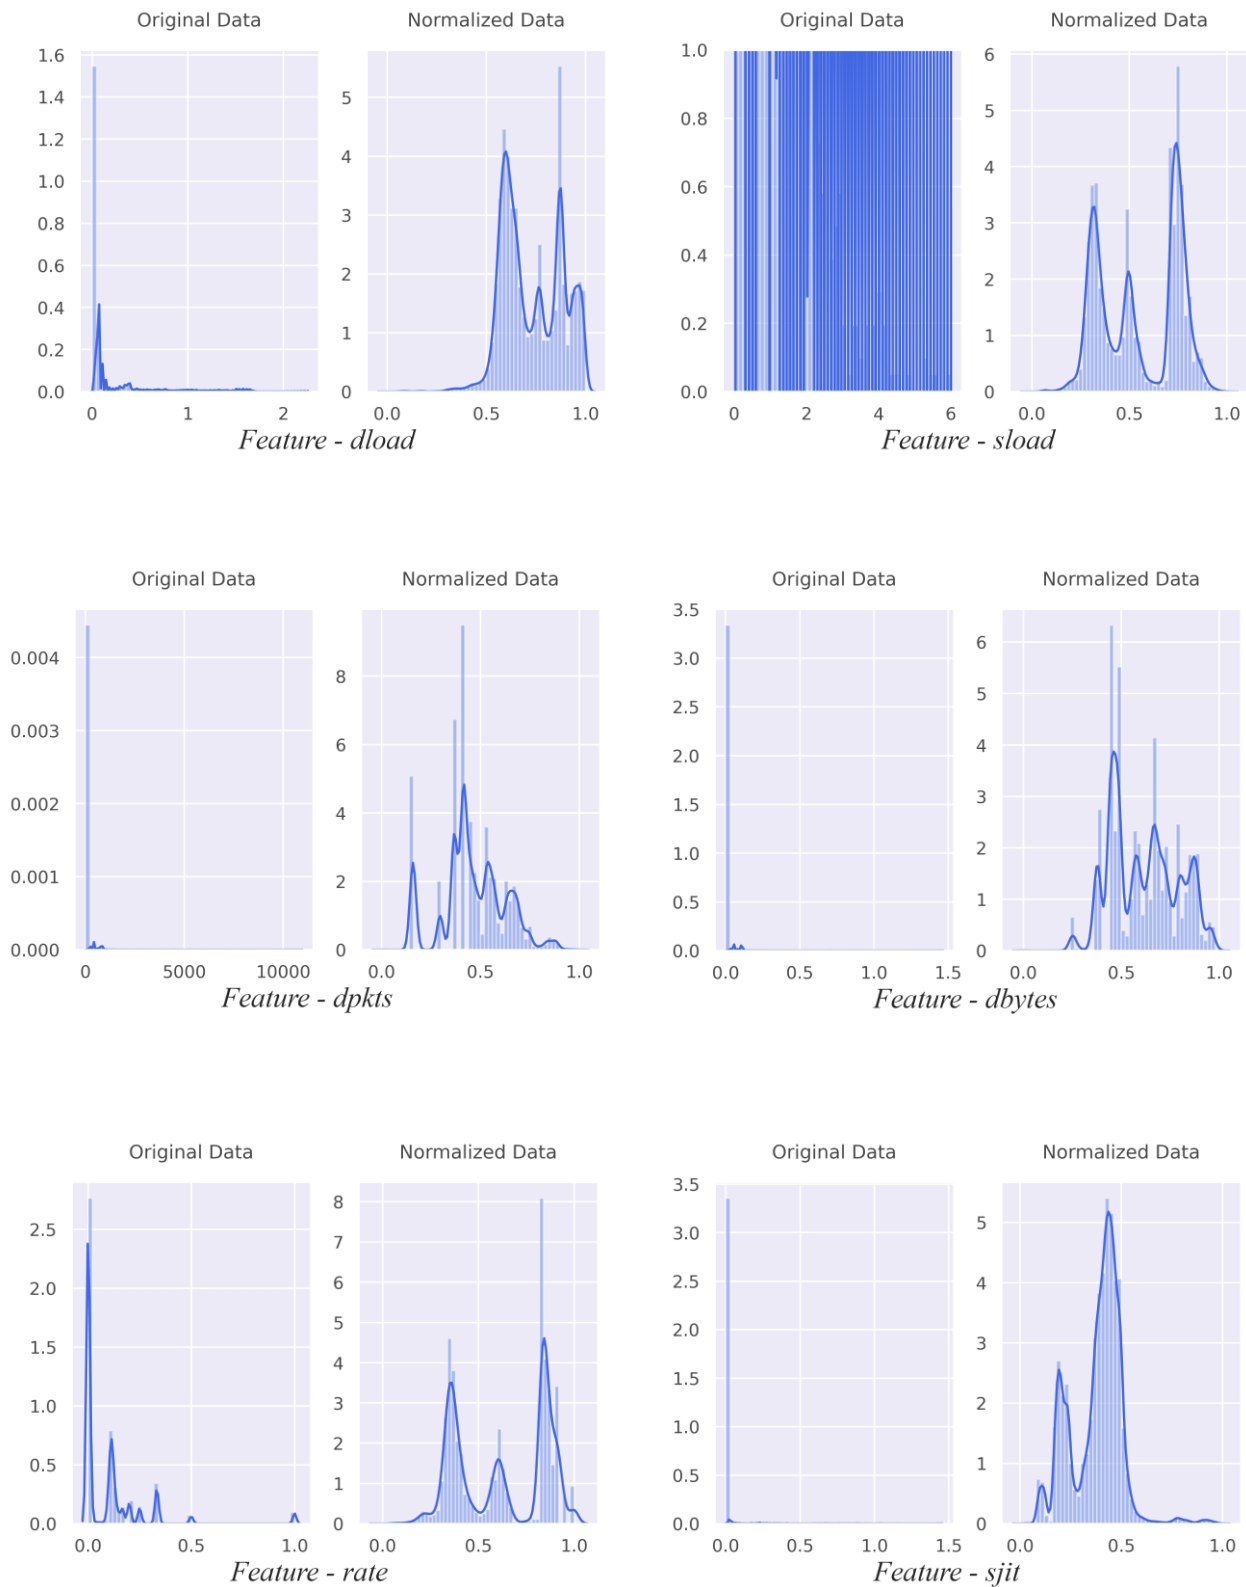 Original Data Normalized Data Original Data Normalized Data
1.6 1.4 1.2 1.0 0.8 0.6 0.4 0.2 0.0
0 1 2
5 4 3 2 1 0
0.0 0.5 1.0
Feature - dload
1.0 0.8 0.6 0.4 0.2 0.0
0 2 4 6
6 5 4 3 2 1 0
0.0 0.5 1.0
Feature - sload
Original Data Normalized Data Original Data Normalized Data
0.004 0.003 0.002 0.001 0.000
0 5000 10000
8 6 4 2 0
0.0 0.5 1.0
Feature - dpkts
3.5 3.0 2.5 2.0 1.5 1.0 0.5 0.0
0.0 0.5 1.0 1.5
6 5 4 3 2 1 0
0.0 0.5 1.0
Feature - dbytes
Original Data Normalized Data Original Data Normalized Data
2.5 2.0 1.5 1.0 0.5 0.0
0.0 0.5 1.0
8 7 6 5 4 3 2 1 0
0.0 0.5 1.0
Feature - rate
3.5 3.0 2.5 2.0 1.5 1.0 0.5 0.0
0.0 0.5 1.0 1.5
5 4 3 2 1 0
0.0 0.5 1.0
Feature - sjit